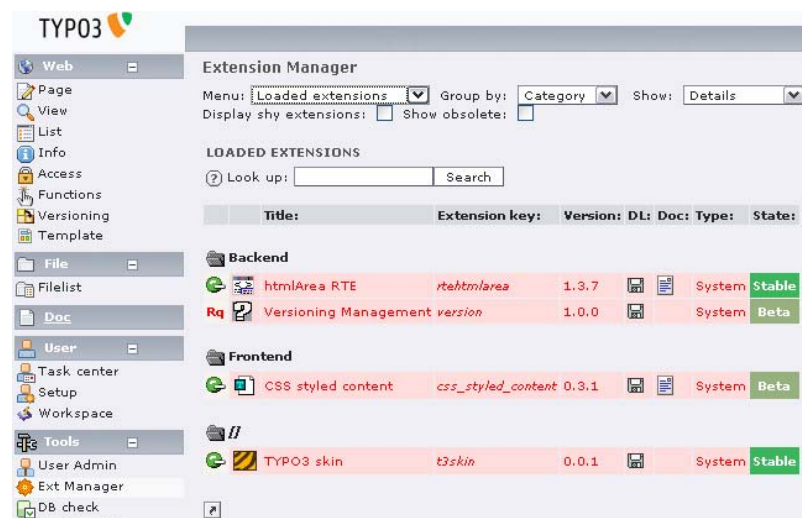 TYPO3
Web
Page
View
List
Info
Access
Functions
Versioning
Template
File
Filelist
Doc
User
Task center
Setup
Workspace
Tools
User Admin
Ext Manager
DB check
Extension Manager
Menu: Loaded extensions Group by: Category Show: Details
Display shy extensions: Show obsolete:
LOADED EXTENSIONS
? Look up: Search
Title: Extension key: Version: DL: Doc: Type: State:
Backend
htmlArea RTE rtehtmlarea 1.3.7 System Stable
Rq Versioning Management version 1.0.0 System Beta
Frontend
CSS styled content css_styled_content 0.3.1 System Beta
[]
TYPO3 skin t3skin 0.0.1 System Stable